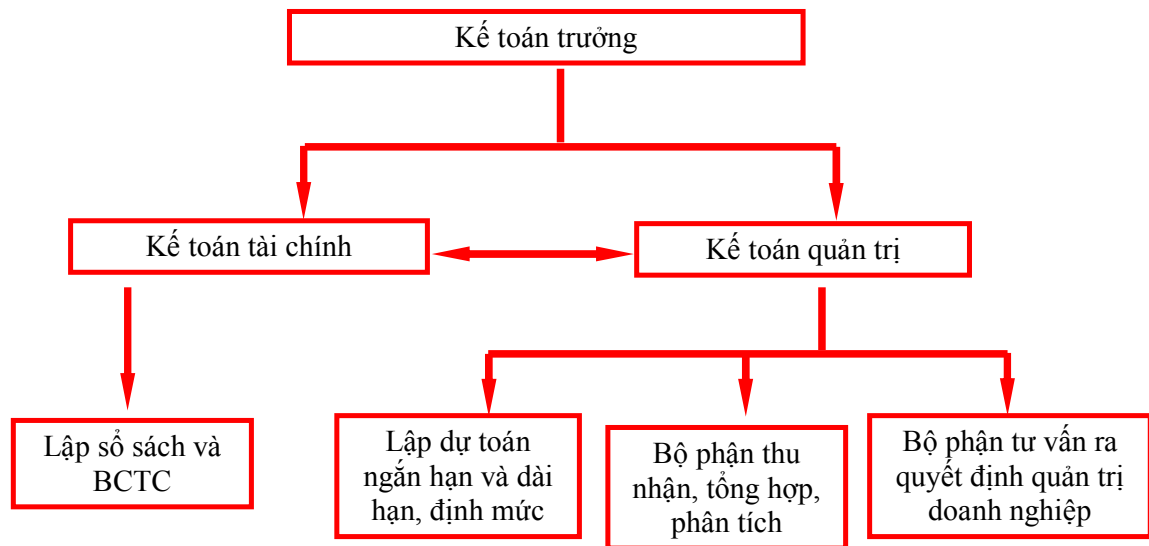 Kế toán trưởng
Kế toán tài chính
Kế toán quản trị
Lập sổ sách và
BCTC
Lập dự toán
ngắn hạn và dài
hạn, định mức
Bộ phận thu
nhận, tổng hợp,
phân tích
Bộ phận tư vấn ra
quyết định quản trị
doanh nghiệp